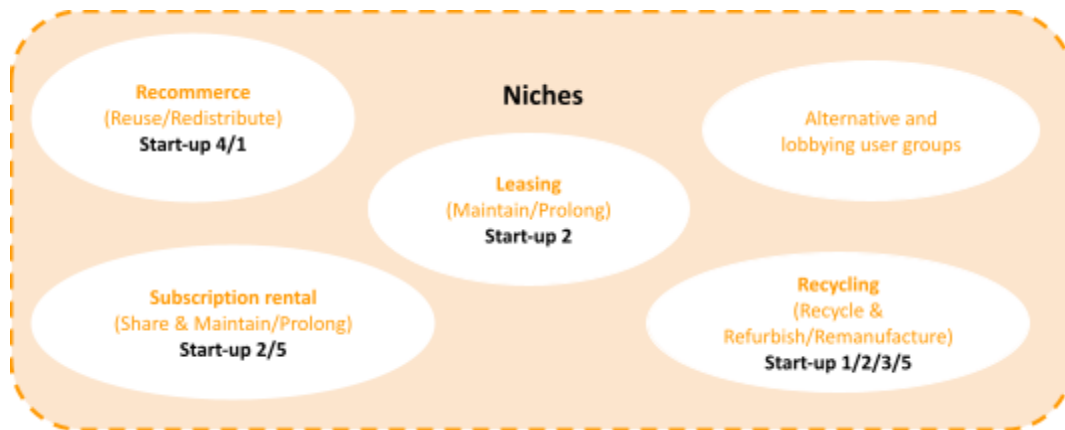 Niches
Recommerce
(Reuse/Redistribute)
Start-up 4/1
Alternative and
lobbying user groups
Leasing
(Maintain/Prolong)
Start-up 2
Subscription rental
(Share & Maintain/Prolong)
Start-up 2/5
Recycling
(Recycle &
Refurbish/Remanufacture)
Start-up 1/2/3/5